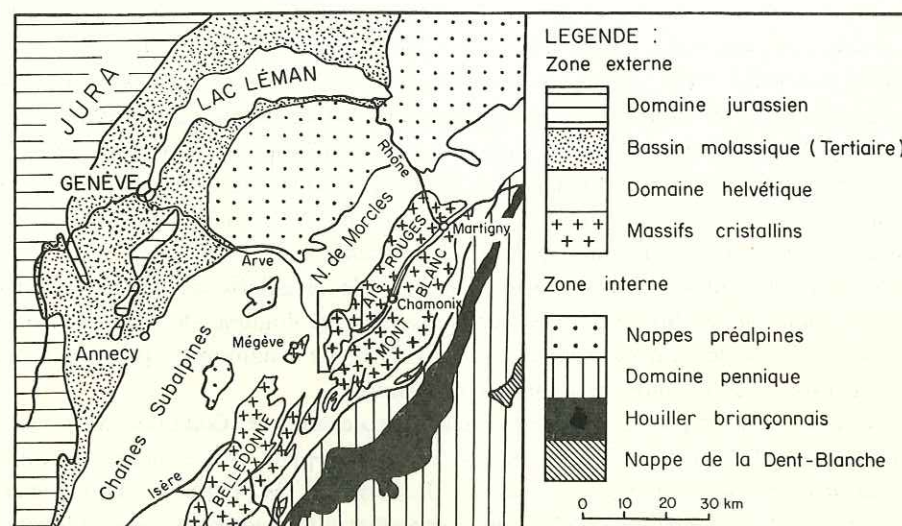 JURA
LAC LÉMAN
GENÈVE
Rhône
Martigny
Arve
N. de Morcles
AIG. ROUGES
MONT BLANC
Chamonix
Annecy
Mégève
Chaînes Subalpines
Isère
BELLEDONNE
LEGENDE :
Zone externe
Domaine jurassien
Bassin molassique (Tertiaire)
Domaine helvétique
Massifs cristallins
Zone interne
Nappes préalpines
Domaine pennique
Houiller briançonnais
Nappe de la Dent-Blanche
0 10 20 30 km